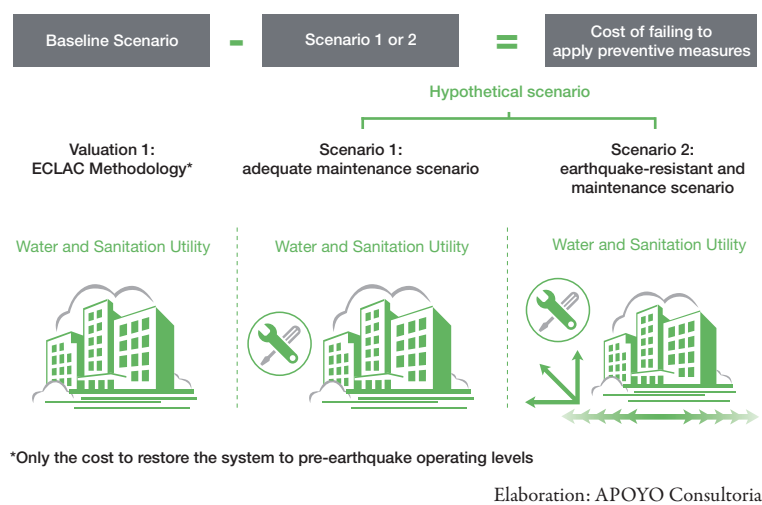 Baseline Scenario
-
Scenario 1 or 2
=
Cost of failing to
apply preventive measures
Hypothetical scenario
Valuation 1:
ECLAC Methodology*
Scenario 1:
adequate maintenance scenario
Scenario 2:
earthquake-resistant and
maintenance scenario
Water and Sanitation Utility
Water and Sanitation Utility
Water and Sanitation Utility
*Only the cost to restore the system to pre-earthquake operating levels
Elaboration: APOYO Consultoria